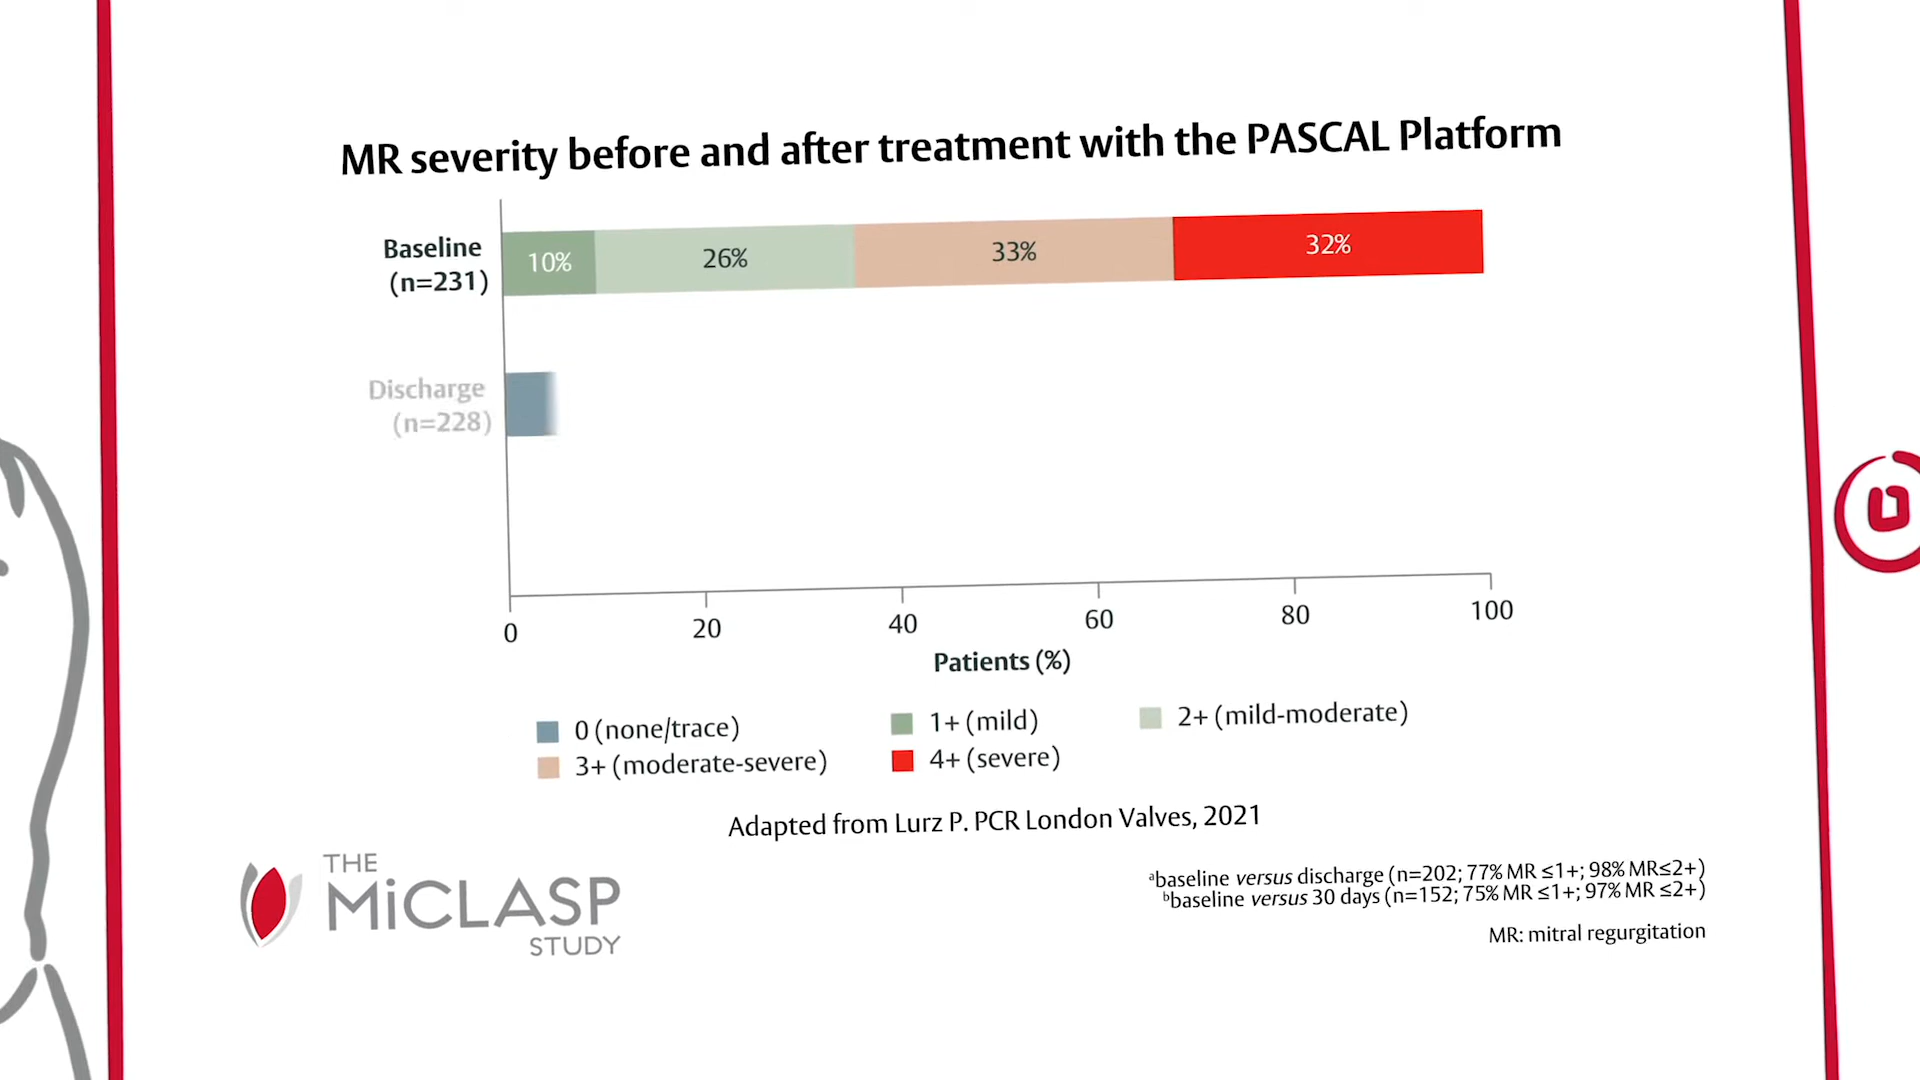 MR severity before and after treatment with the PASCAL Platform
Baseline
(n=231)
10%
26%
33%
32%
Discharge
(n=228)
0
20
40
60
80
100
Patients (%)
0 (none/trace)
1+ (mild)
2+ (mild-moderate)
3+ (moderate-severe)
4+ (severe)
Adapted from Lurz P. PCR London Valves, 2021
THE
MiCLASP
STUDY
ᵃbaseline versus discharge (n=202; 77% MR ≤1+; 98% MR≤2+)
ᵇbaseline versus 30 days (n=152; 75% MR ≤1+; 97% MR ≤2+)
MR: mitral regurgitation